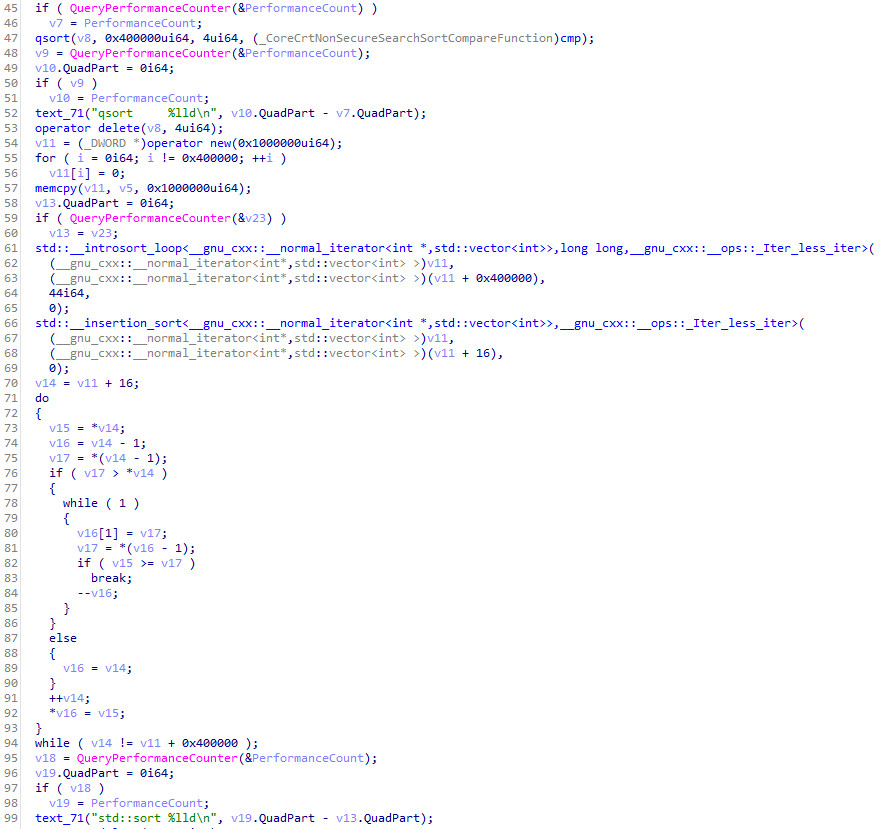 45 if ( QueryPerformanceCounter(&PerformanceCount) )
46 v7 = PerformanceCount;
47 qsort(v8, 0x400000ui64, 4ui64, (_CoreCrtNonSecureSearchSortCompareFunction)cmp);
48 v9 = QueryPerformanceCounter(&PerformanceCount);
49 v10.QuadPart = 0i64;
50 if ( v9 )
51 v10 = PerformanceCount;
52 text_71("qsort     %lld\n", v10.QuadPart - v7.QuadPart);
53 operator delete(v8, 4ui64);
54 v11 = (_DWORD *)operator new(0x1000000ui64);
55 for ( i = 0i64; i != 0x400000; ++i )
56 v11[i] = 0;
57 memcpy(v11, v5, 0x1000000ui64);
58 v13.QuadPart = 0i64;
59 if ( QueryPerformanceCounter(&v23) )
60 v13 = v23;
61 std::__introsort_loop<__gnu_cxx::__normal_iterator<int *,std::vector<int>>,long long,__gnu_cxx::__ops::_Iter_less_iter>(
62 (__gnu_cxx::__normal_iterator<int*,std::vector<int> >)v11,
63 (__gnu_cxx::__normal_iterator<int*,std::vector<int> >)(v11 + 0x400000),
64 44i64,
65 0);
66 std::__insertion_sort<__gnu_cxx::__normal_iterator<int *,std::vector<int>>,__gnu_cxx::__ops::_Iter_less_iter>(
67 (__gnu_cxx::__normal_iterator<int*,std::vector<int> >)v11,
68 (__gnu_cxx::__normal_iterator<int*,std::vector<int> >)(v11 + 16),
69 0);
70 v14 = v11 + 16;
71 do
72 {
73 v15 = *v14;
74 v16 = v14 - 1;
75 v17 = *(v14 - 1);
76 if ( v17 > *v14 )
77 {
78 while ( 1 )
79 {
80 v16[1] = v17;
81 v17 = *(v16 - 1);
82 if ( v15 >= v17 )
83 break;
84 --v16;
85 }
86 }
87 else
88 {
89 v16 = v14;
90 }
91 ++v14;
92 *v16 = v15;
93 }
94 while ( v14 != v11 + 0x400000 );
95 v18 = QueryPerformanceCounter(&PerformanceCount);
96 v19.QuadPart = 0i64;
97 if ( v18 )
98 v19 = PerformanceCount;
99 text_71("std::sort %lld\n", v19.QuadPart - v13.QuadPart);